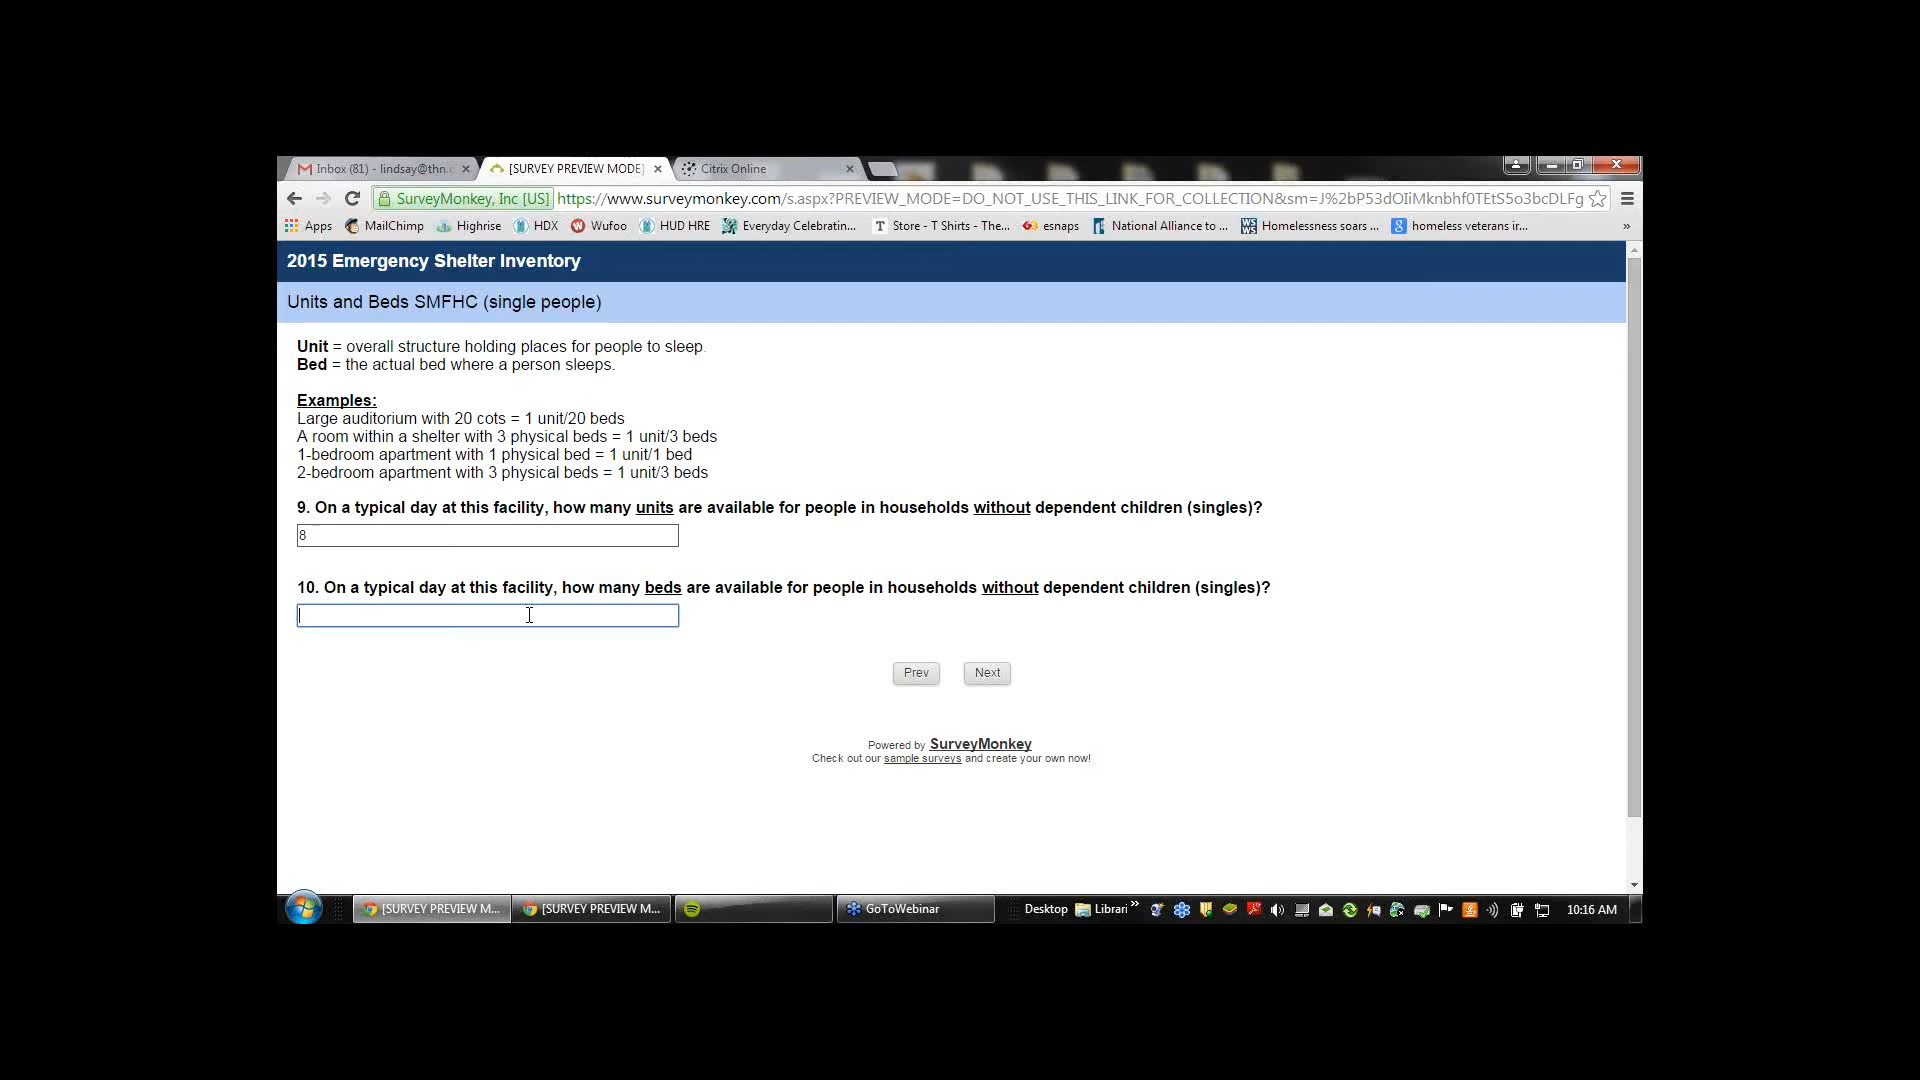 Inbox (81) - lindsay@thn.c
[SURVEY PREVIEW MODE]
Citrix Online
SurveyMonkey, Inc [US]
https://www.surveymonkey.com/s.aspx?PREVIEW_MODE=DO_NOT_USE_THIS_LINK_FOR_COLLECTION&sm=J%2bP53dOIiMknbhf0TEtS5o3bcDLFg
Apps MailChimp Highrise HDX Wufoo HUD HRE Everyday Celebratin... Store - T Shirts - The... esnaps National Alliance to ... Homelessness soars ... homeless veterans ir... »
2015 Emergency Shelter Inventory
Units and Beds SMFHC (single people)
Unit = overall structure holding places for people to sleep.
Bed = the actual bed where a person sleeps.
Examples:
Large auditorium with 20 cots = 1 unit/20 beds
A room within a shelter with 3 physical beds = 1 unit/3 beds
1-bedroom apartment with 1 physical bed = 1 unit/1 bed
2-bedroom apartment with 3 physical beds = 1 unit/3 beds
9. On a typical day at this facility, how many units are available for people in households without dependent children (singles)?
8
10. On a typical day at this facility, how many beds are available for people in households without dependent children (singles)?
Prev Next
Powered by SurveyMonkey
Check out our sample surveys and create your own now!
[SURVEY PREVIEW M... [SURVEY PREVIEW M... GoToWebinar Desktop Librari » 10:16 AM